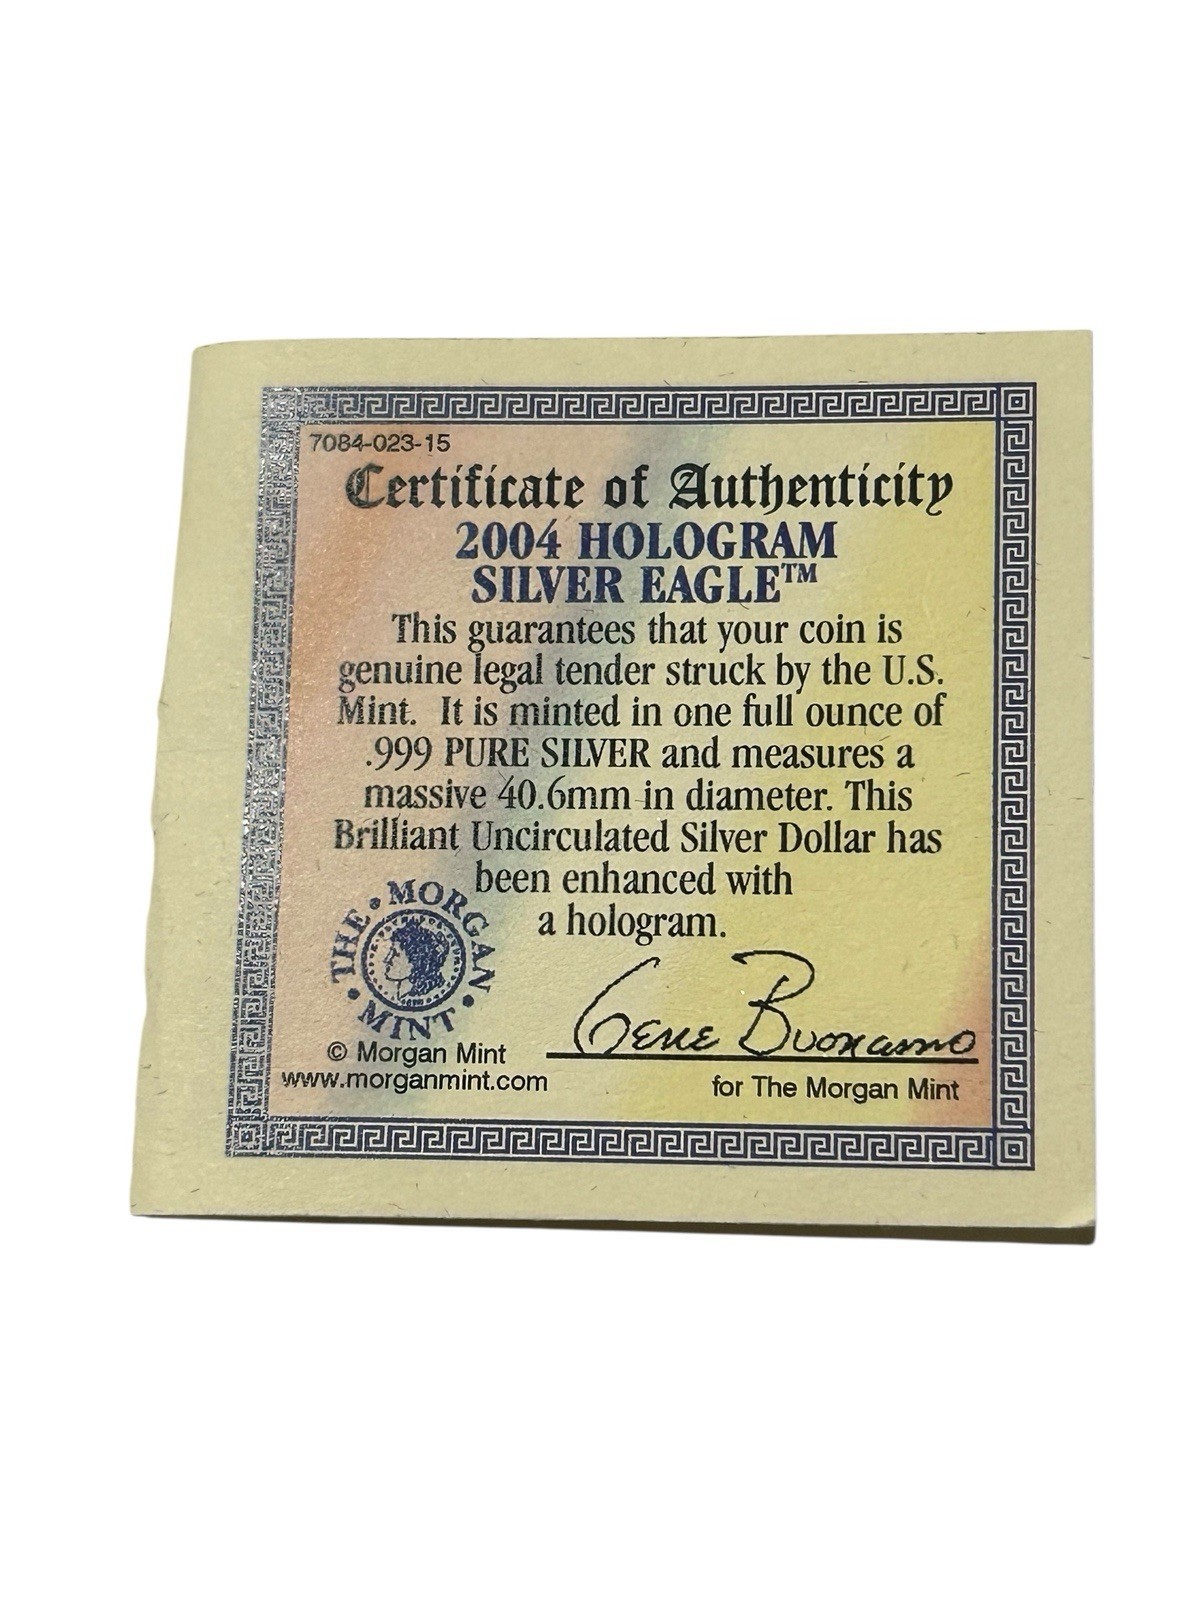 7084-023-15
Certificate of Authenticity
2004 HOLOGRAM
SILVER EAGLE™
This guarantees that your coin is
genuine legal tender struck by the U.S.
Mint. It is minted in one full ounce of
.999 PURE SILVER and measures a
massive 40.6mm in diameter. This
Brilliant Uncirculated Silver Dollar has
been enhanced with
a hologram.
THE • MORGAN • MINT •
Gene Buonamo
© Morgan Mint
www.morganmint.com
for The Morgan Mint